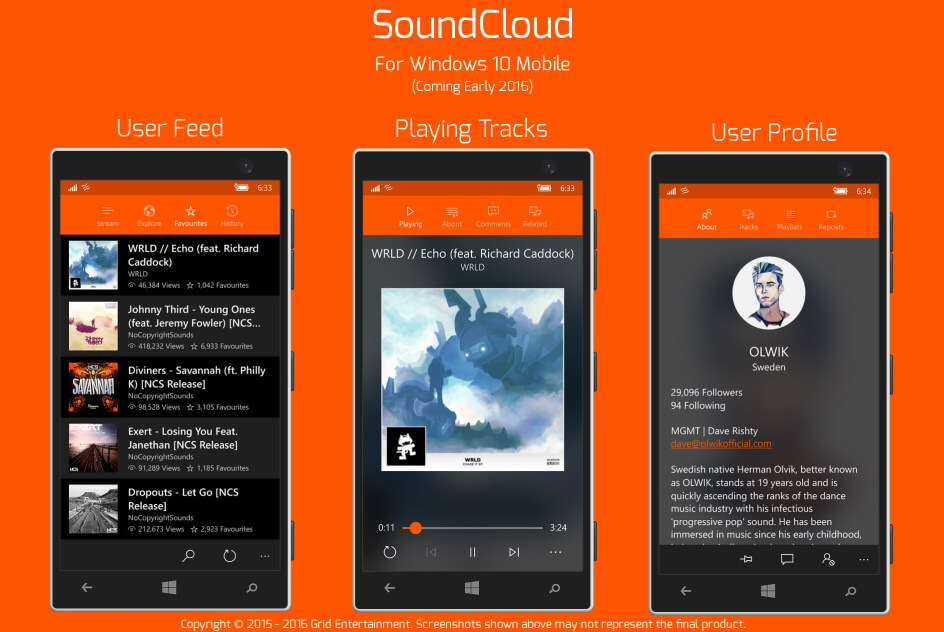 SoundCloud
For Windows 10 Mobile
(Coming Early 2016)
User Feed
6:33
Stream Explore Favourites History
WRLD // Echo (feat. Richard
Caddock)
WRLD
46,384 Views 1,042 Favourites
Johnny Third - Young Ones
(feat. Jeremy Fowler) [NCS...
NoCopyrightSounds
418,232 Views 6,933 Favourites
SAVANNAH
Diviners - Savannah (ft. Philly
K) [NCS Release]
NoCopyrightSounds
98,528 Views 3,105 Favourites
Exert - Losing You Feat.
Janethan [NCS Release]
NoCopyrightSounds
91,289 Views 1,185 Favourites
Dropouts - Let Go [NCS
Release]
NoCopyrightSounds
212,673 Views 2,923 Favourites
...
Playing Tracks
6:33
Playing About Comments Related
WRLD // Echo (feat. Richard Caddock)
WRLD
WRLD
0:11 3:24
...
User Profile
6:34
About Tracks Playlists Reposts
OLWIK
Sweden
29,096 Followers
94 Following
MGMT | Dave Rishty
dave@olwikofficial.com
Swedish native Herman Olvik, better known
as OLWIK, stands at 19 years old and is
quickly ascending the ranks of the dance
music industry with his infectious
'progressive pop' sound. He has been
immersed in music since his early childhood,
...
Copyright © 2015 - 2016 Grid Entertainment. Screenshots shown above may not represent the final product.